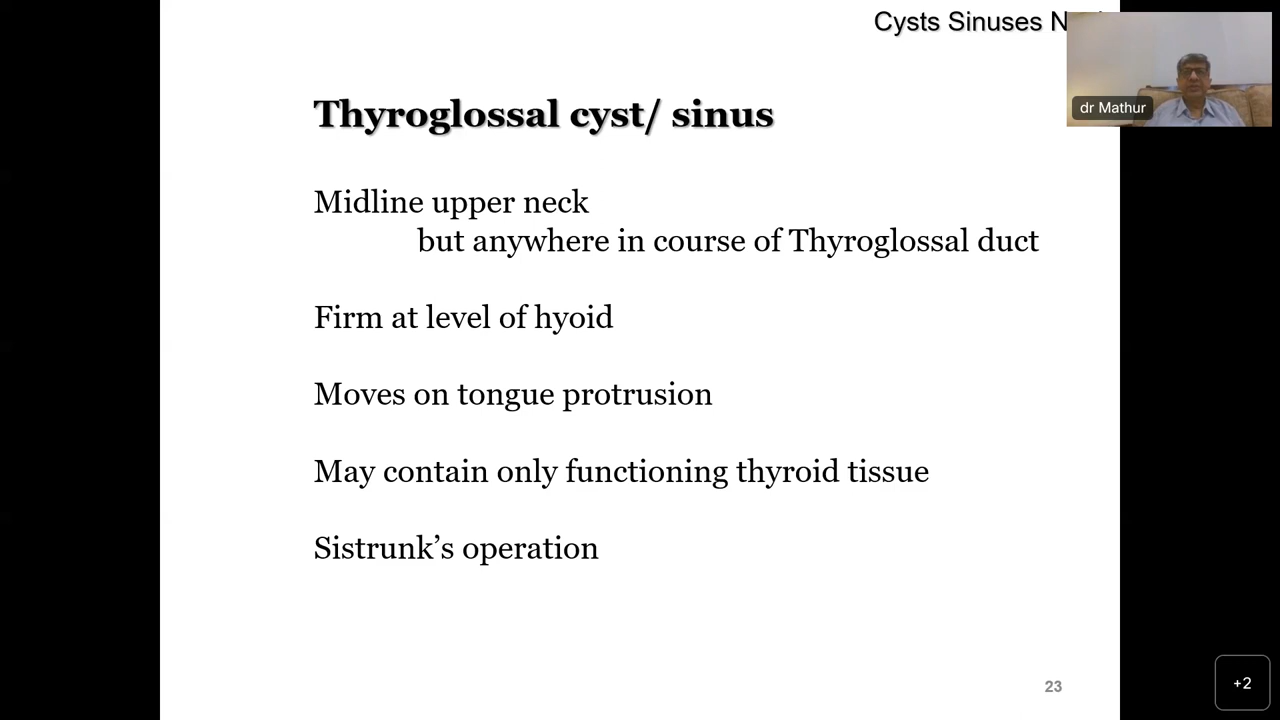 Cysts Sinuses
dr Mathur
Thyroglossal cyst/ sinus
Midline upper neck
but anywhere in course of Thyroglossal duct
Firm at level of hyoid
Moves on tongue protrusion
May contain only functioning thyroid tissue
Sistrunk’s operation
23
+2